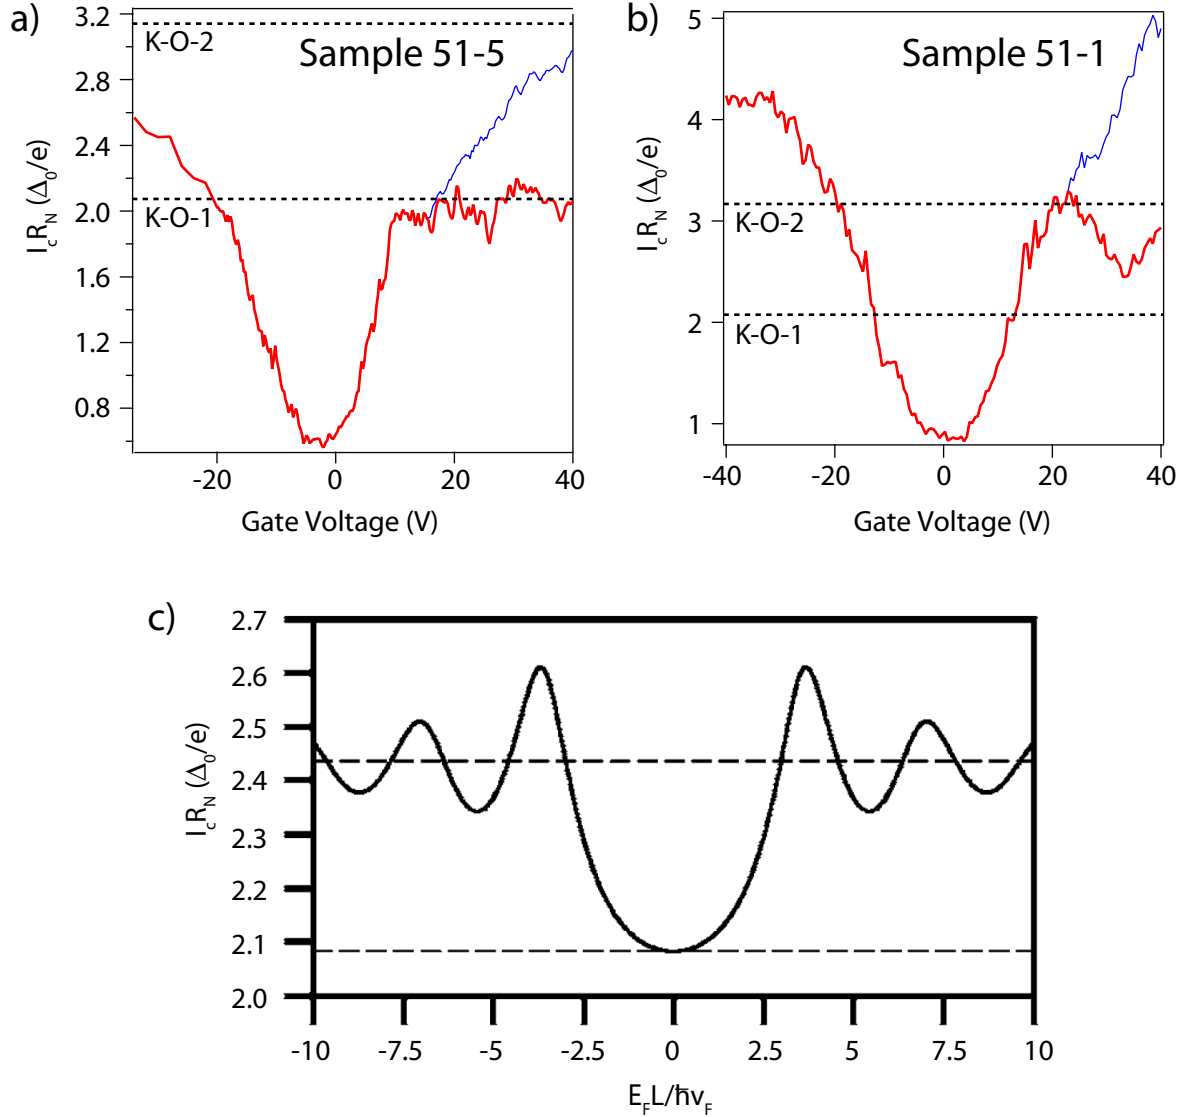 a)
Sample 51-5
K-O-2
K-O-1
3.2
2.8
2.4
2.0
1.6
1.2
0.8
I_cR_N (Δ_0/e)
-20
0
20
40
Gate Voltage (V)
b)
Sample 51-1
K-O-2
K-O-1
5
4
3
2
1
I_cR_N (Δ_0/e)
-40
-20
0
20
40
Gate Voltage (V)
c)
2.7
2.6
2.5
2.4
2.3
2.2
2.1
2.0
I_cR_N (Δ_0/e)
-10
-7.5
-5
-2.5
0
2.5
5
7.5
10
E_FL/ħv_F